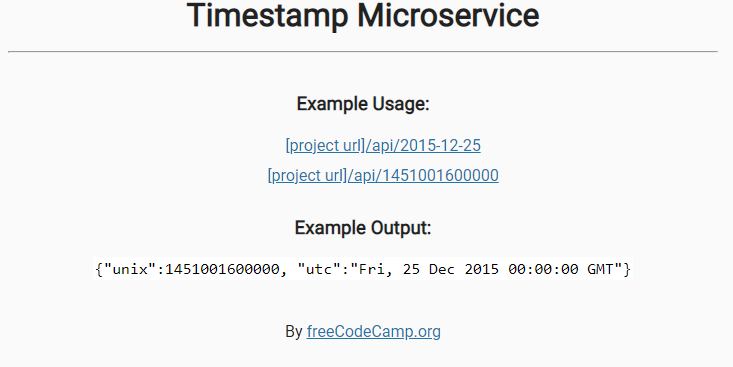 Timestamp Microservice
Example Usage:
[project url]/api/2015-12-25
[project url]/api/1451001600000
Example Output:
{"unix":1451001600000, "utc":"Fri, 25 Dec 2015 00:00:00 GMT"}
By freeCodeCamp.org